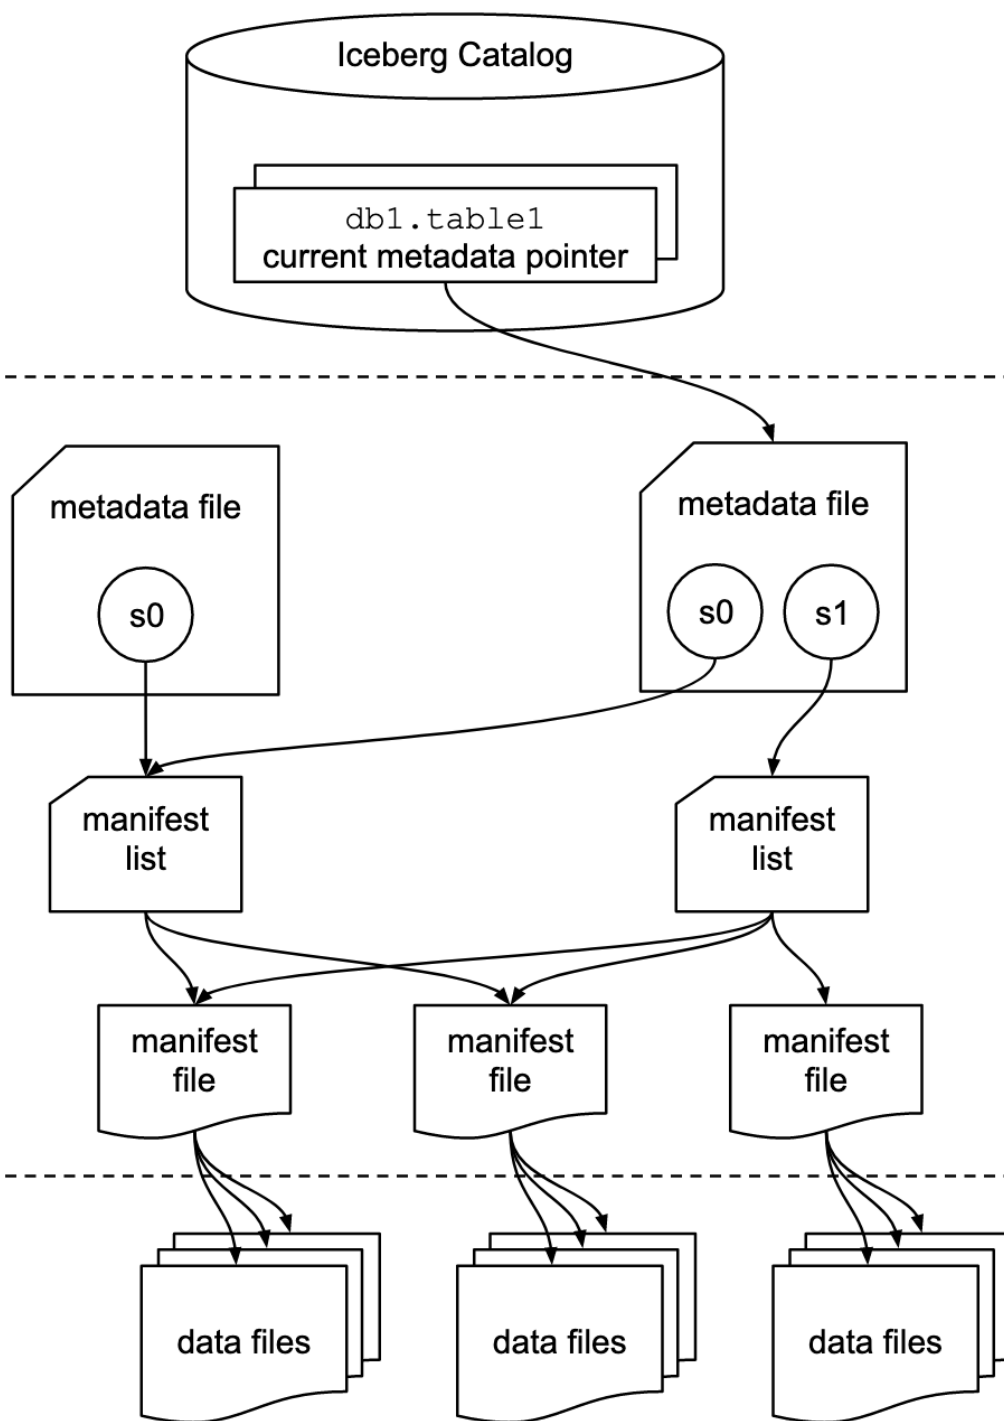 Iceberg Catalog
db1.table1
current metadata pointer
metadata file
s0
metadata file
s0
s1
manifest
list
manifest
list
manifest
file
manifest
file
manifest
file
data files
data files
data files